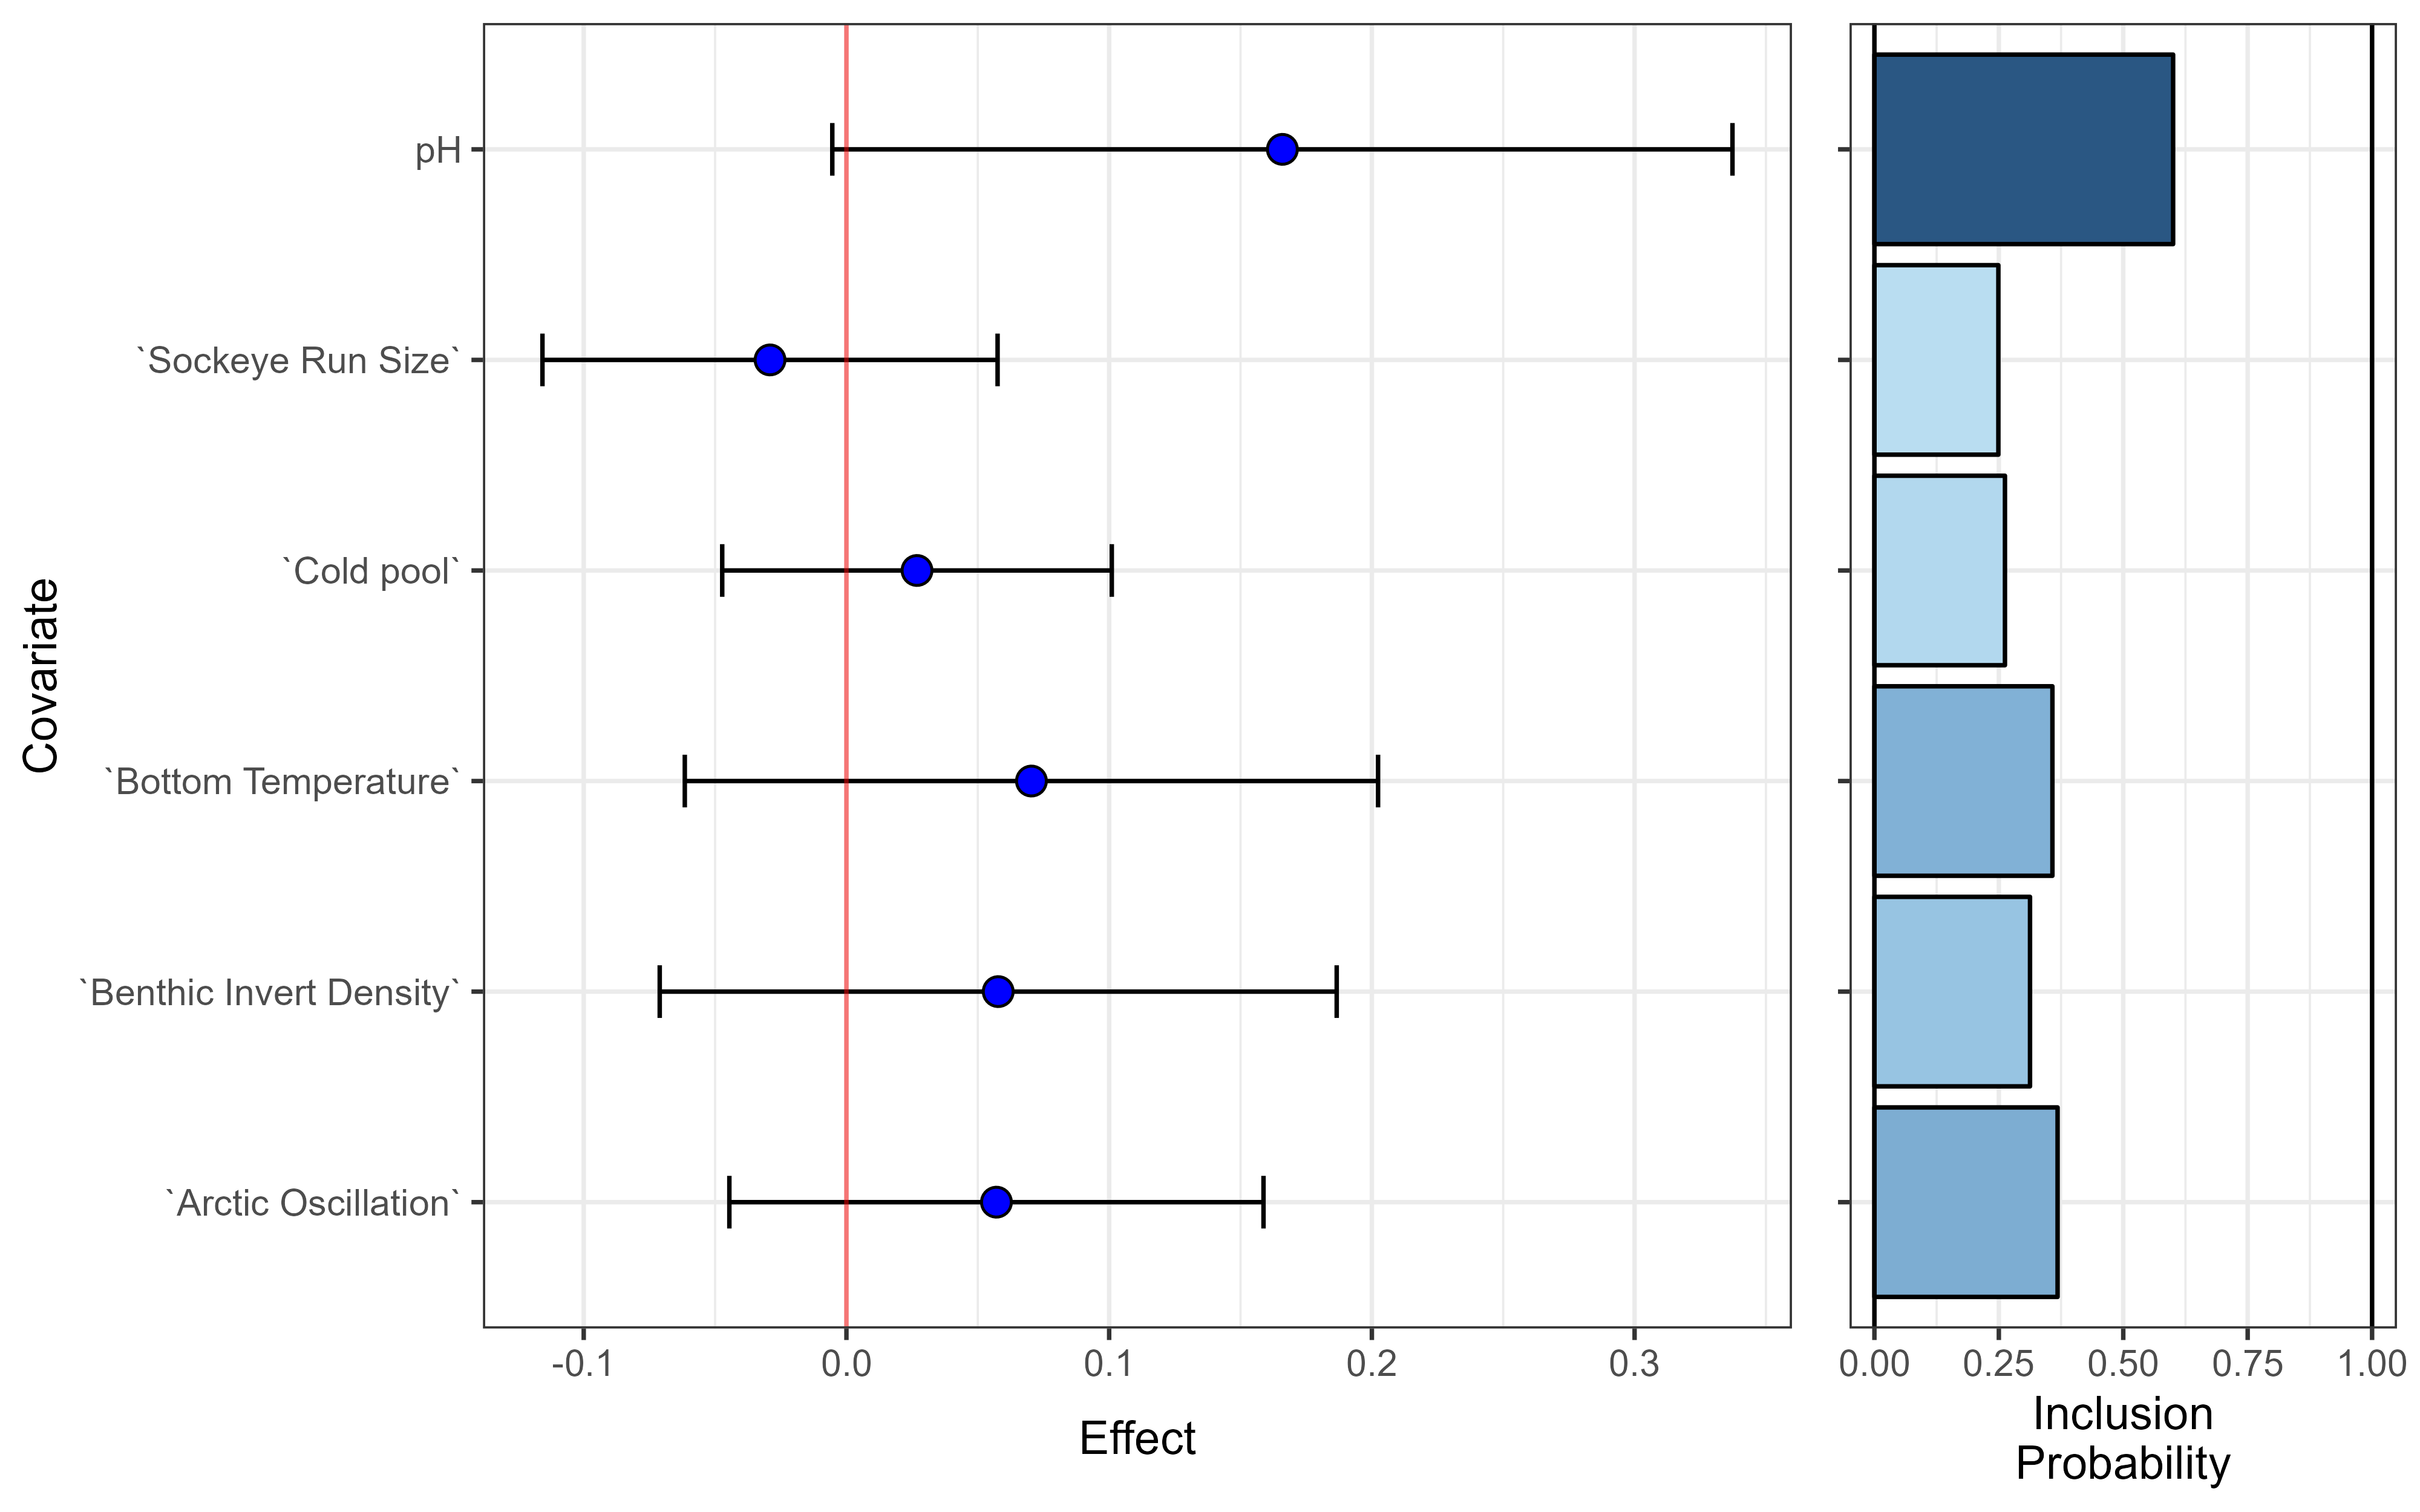 Covariate
pH
`Sockeye Run Size`
`Cold pool`
`Bottom Temperature`
`Benthic Invert Density`
`Arctic Oscillation`
-0.1 0.0 0.1 0.2 0.3
Effect
0.00 0.25 0.50 0.75 1.00
Inclusion
Probability